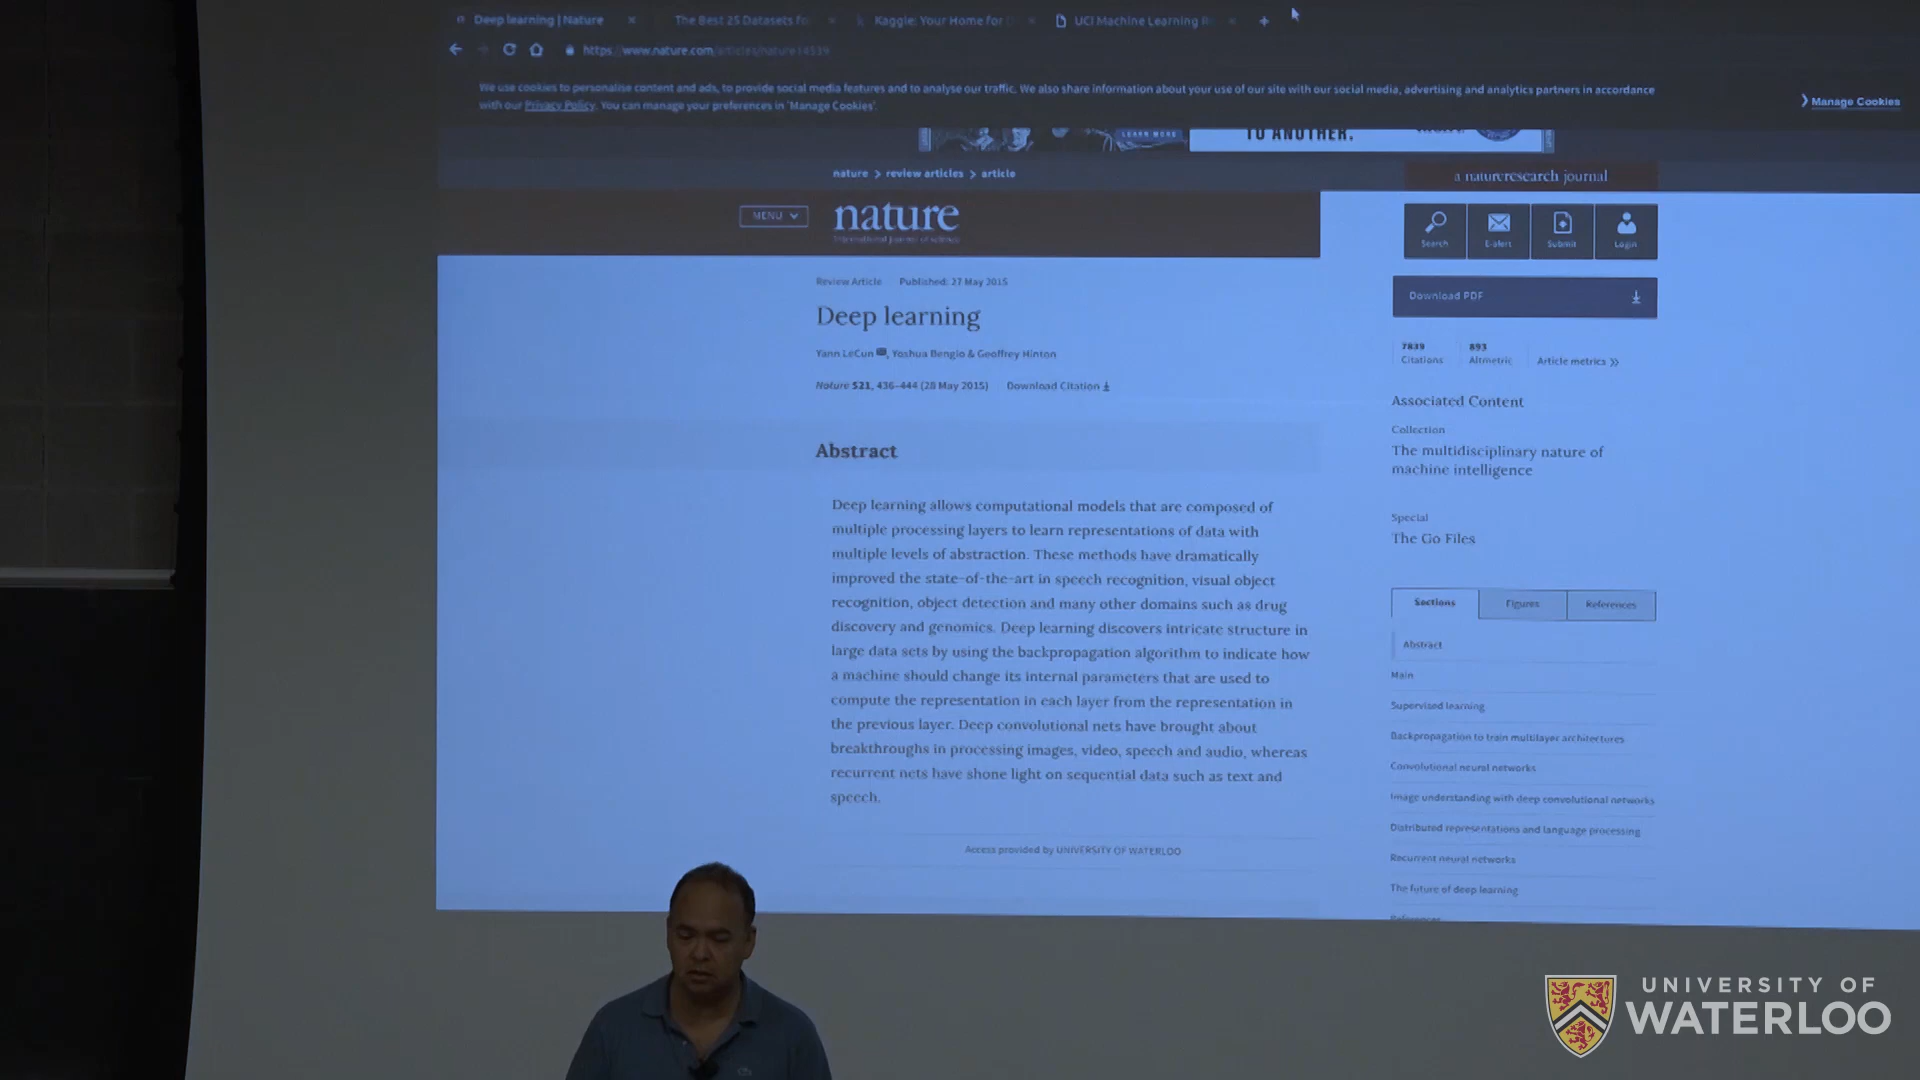 Deep learning | Nature
The Best 25 Datasets fo
Kaggle: Your Home for D
UCI Machine Learning R
https://www.nature.com/articles/nature14539
We use cookies to personalise content and ads, to provide social media features and to analyse our traffic. We also share information about your use of our site with our social media, advertising and analytics partners in accordance
with our Privacy Policy. You can manage your preferences in 'Manage Cookies'.
Manage Cookies
LEARN MORE
TO ANOTHER.
nature > review articles > article
a natureresearch journal
MENU
nature
International journal of science
Search
E-alert
Submit
Login
Review Article
Published: 27 May 2015
Deep learning
Yann LeCun, Yoshua Bengio & Geoffrey Hinton
Nature 521, 436–444 (28 May 2015)
Download Citation
Abstract
Deep learning allows computational models that are composed of
multiple processing layers to learn representations of data with
multiple levels of abstraction. These methods have dramatically
improved the state-of-the-art in speech recognition, visual object
recognition, object detection and many other domains such as drug
discovery and genomics. Deep learning discovers intricate structure in
large data sets by using the backpropagation algorithm to indicate how
a machine should change its internal parameters that are used to
compute the representation in each layer from the representation in
the previous layer. Deep convolutional nets have brought about
breakthroughs in processing images, video, speech and audio, whereas
recurrent nets have shone light on sequential data such as text and
speech.
Access provided by UNIVERSITY OF WATERLOO
Download PDF
7839
Citations
893
Altmetric
Article metrics >>
Associated Content
Collection
The multidisciplinary nature of
machine intelligence
Special
The Go Files
Sections
Figures
References
Abstract
Main
Supervised learning
Backpropagation to train multilayer architectures
Convolutional neural networks
Image understanding with deep convolutional networks
Distributed representations and language processing
Recurrent neural networks
The future of deep learning
References
UNIVERSITY OF
WATERLOO